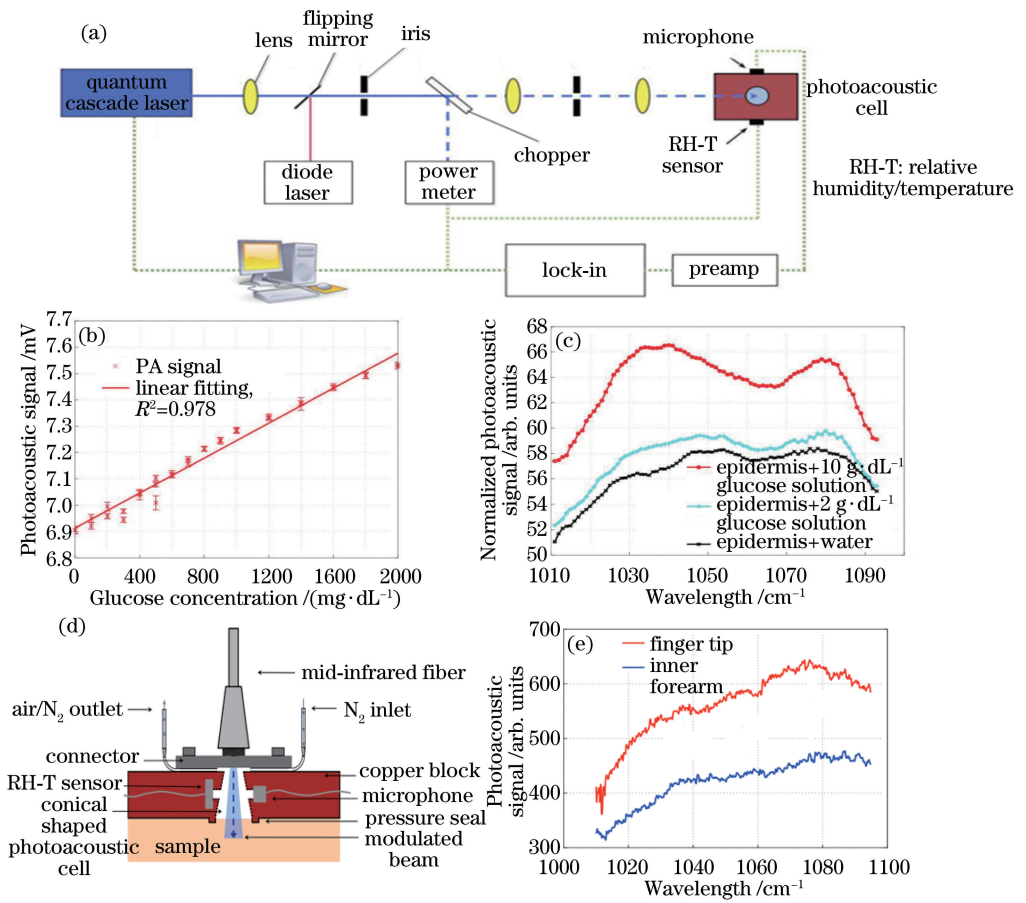 (a)
flipping
mirror
lens
iris
microphone
quantum
cascade laser
photoacoustic
cell
diode
laser
power
meter
chopper
RH-T
sensor
RH-T: relative
humidity/temperature
lock-in
preamp
(b)
Photoacoustic signal /mV
7.7
7.6
7.5
7.4
7.3
7.2
7.1
7.0
6.9
6.8
PA signal
linear fitting,
R²=0.978
0 400 800 1200 1600 2000
Glucose concentration /(mg·dL⁻¹)
(c)
Normalized photoacoustic
signal /arb. units
68
66
64
62
60
58
56
54
52
50
epidermis+10 g·dL⁻¹
glucose solution
epidermis+2 g·dL⁻¹
glucose solution
epidermis+water
1010 1030 1050 1070 1090
Wavelength /cm⁻¹
(d)
mid-infrared fiber
air/N₂ outlet
N₂ inlet
connector
RH-T sensor
conical
shaped
photoacoustic
cell
copper block
microphone
pressure seal
modulated
beam
sample
(e)
Photoacoustic
signal /arb. units
700
600
500
400
300
finger tip
inner
forearm
1000 1020 1040 1060 1080 1100
Wavelength /cm⁻¹